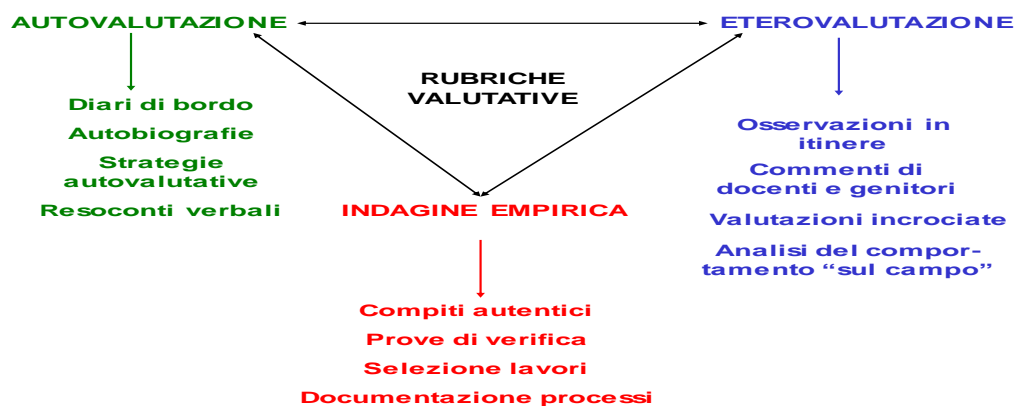 AUTOVALUTAZIONE
ETEROVALUTAZIONE
RUBRICHE
VALUTATIVE
Diari di bordo
Autobiografie
Strategie
autovalutative
Resoconti verbali
INDAGINE EMPIRICA
Compiti autentici
Prove di verifica
Selezione lavori
Documentazione processi
Osservazioni in
itinere
Commenti di
docenti e genitori
Valutazioni incrociate
Analisi del compor-
tamento “sul campo”